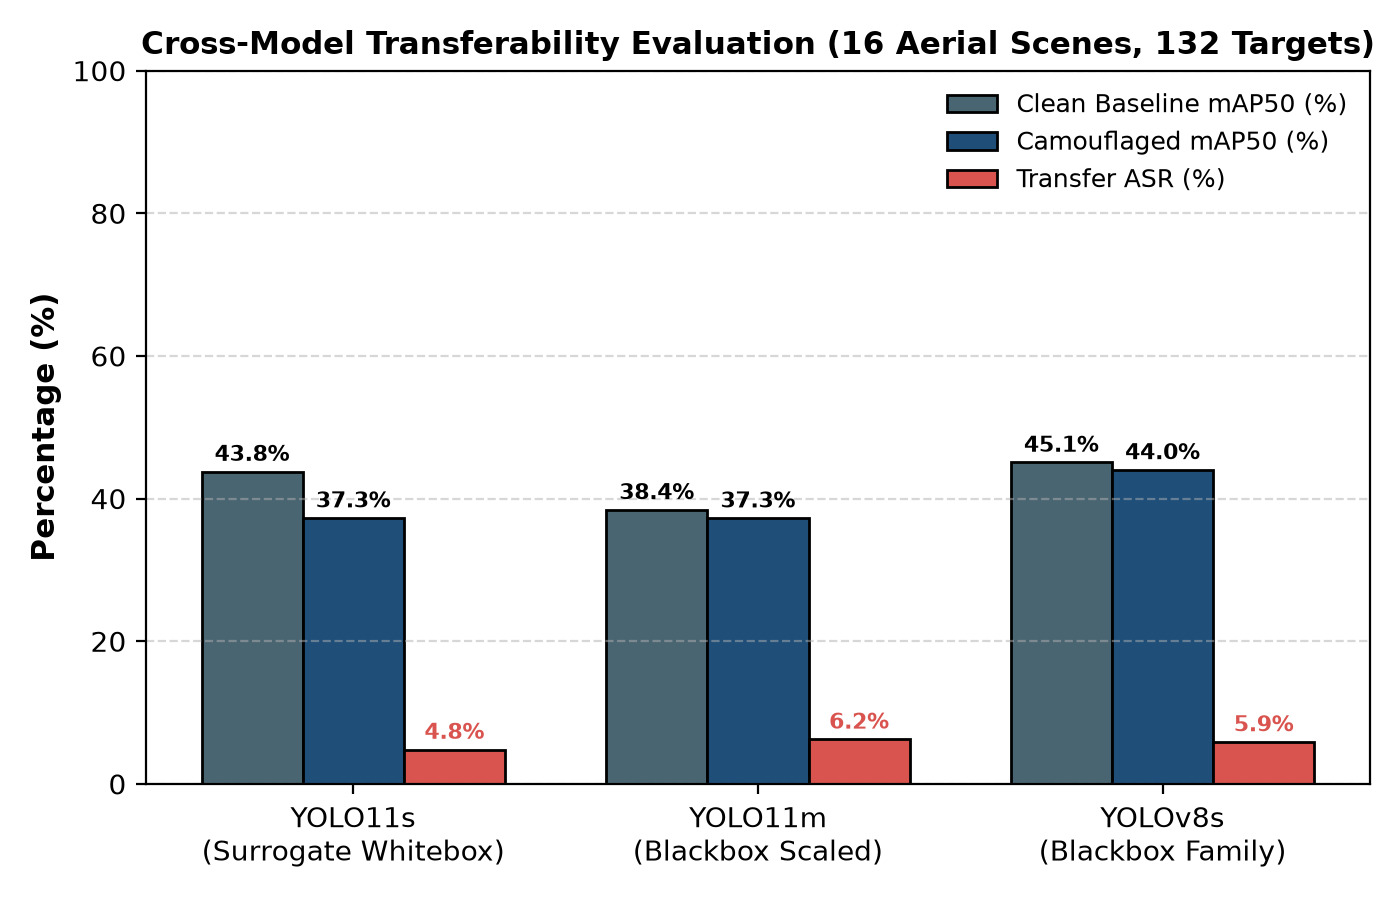 Cross-Model Transferability Evaluation (16 Aerial Scenes, 132 Targets)
Clean Baseline mAP50 (%)
Camouflaged mAP50 (%)
Transfer ASR (%)
Percentage (%)
100
80
60
40
20
0
43.8%
37.3%
4.8%
38.4%
37.3%
6.2%
45.1%
44.0%
5.9%
YOLO11s
(Surrogate Whitebox)
YOLO11m
(Blackbox Scaled)
YOLOv8s
(Blackbox Family)